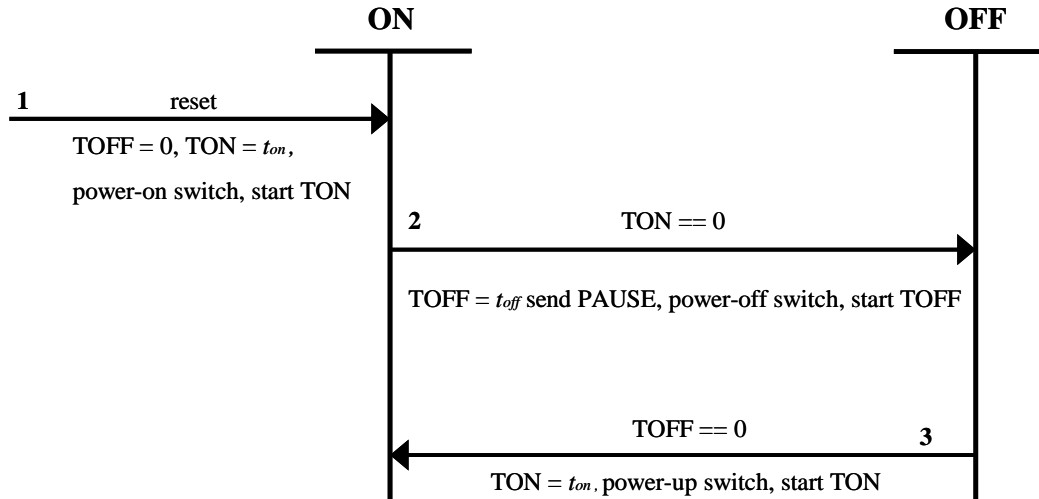 ON
OFF
1
reset
TOFF = 0, TON = ton,
power-on switch, start TON
2
TON == 0
TOFF = toff send PAUSE, power-off switch, start TOFF
TOFF == 0
3
TON = ton, power-up switch, start TON